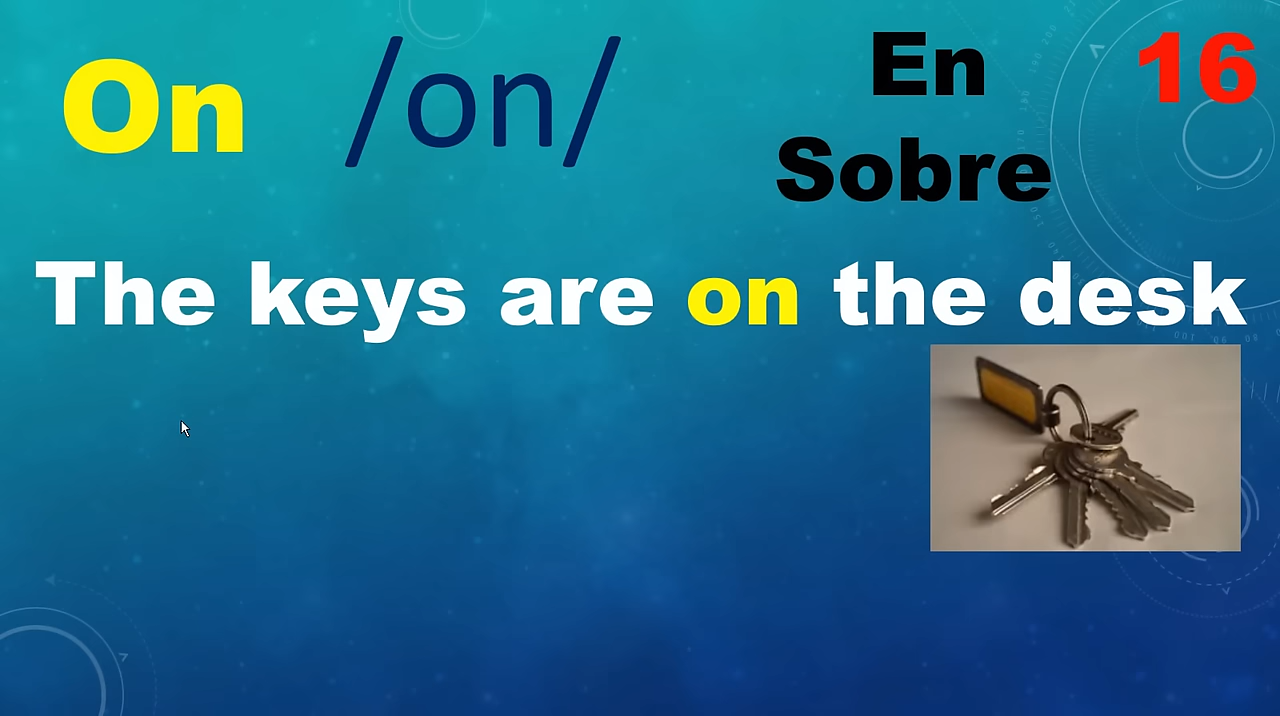 On /on/ En 16
Sobre
The keys are on the desk